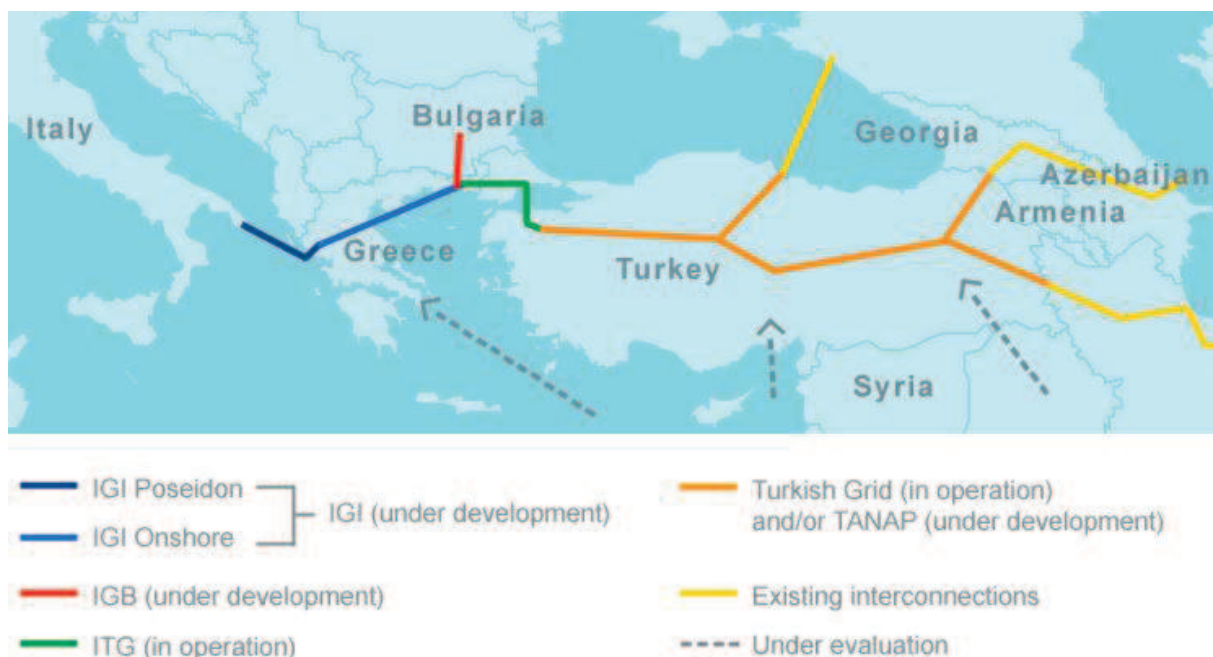 Italy
Bulgaria
Georgia
Azerbaijan
Armenia
Greece
Turkey
Syria
IGI Poseidon
IGI Onshore
IGI (under development)
IGB (under development)
ITG (in operation)
Turkish Grid (in operation)
and/or TANAP (under development)
Existing interconnections
Under evaluation